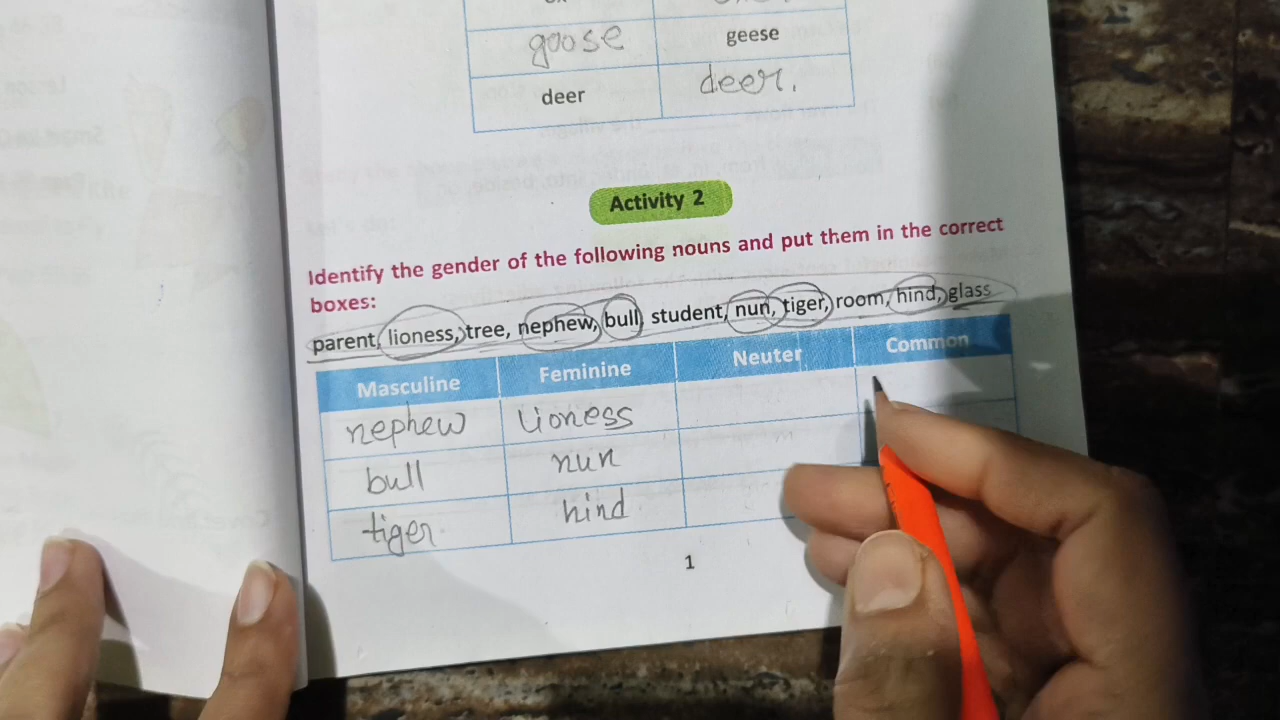 goose geese
deer deer.
Activity 2
Identify the gender of the following nouns and put them in the correct
boxes:
parent, lioness, tree, nephew, bull, student, nun, tiger, room, hind, glass
Masculine Feminine Neuter Common
nephew lioness
bull nun
tiger hind
1